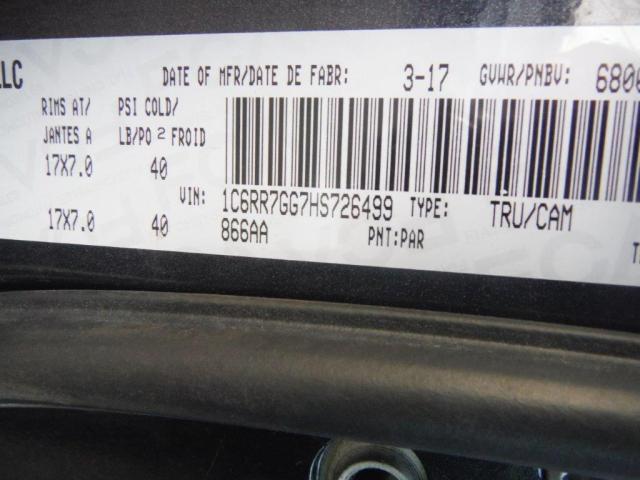 LLC
DATE OF MFR/DATE DE FABR: 3-17 GVWR/PNBV:
RIMS AT/ PSI COLD/
JANTES A LB/PO 2 FROID
17X7.0 40
VIN: 1C6RR7GG7HS726499 TYPE: TRU/CAM
17X7.0 40 866AA PNT:PAR